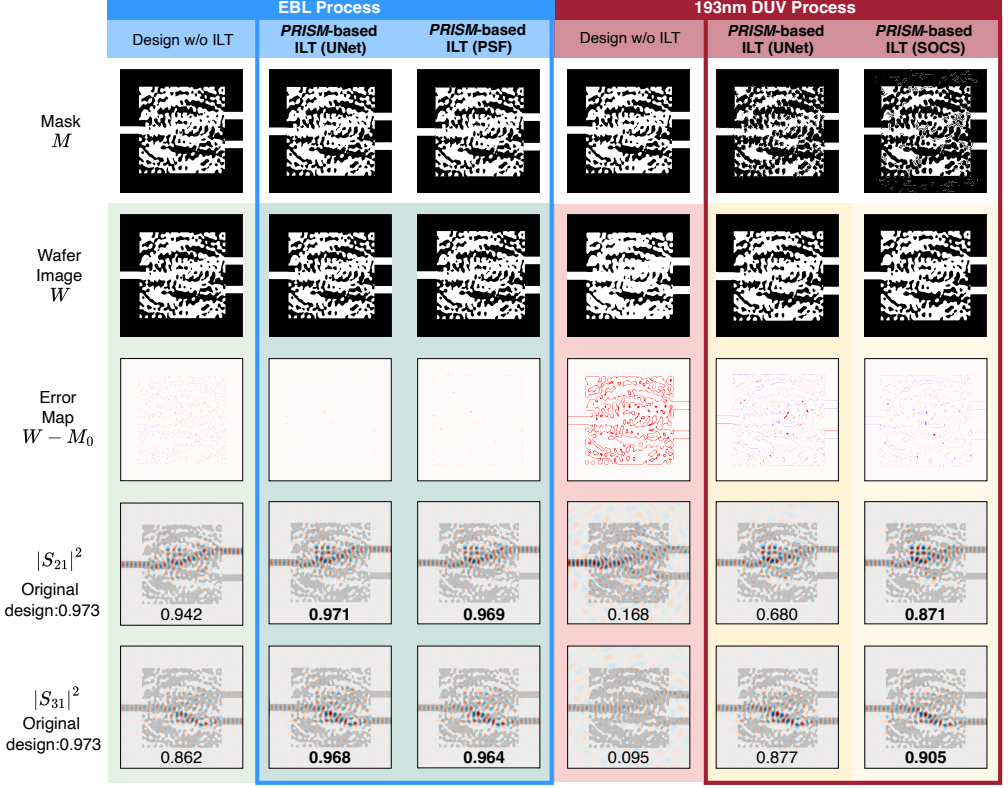 EBL Process
193nm DUV Process
Design w/o ILT
PRISM-based
ILT (UNet)
PRISM-based
ILT (PSF)
Design w/o ILT
PRISM-based
ILT (UNet)
PRISM-based
ILT (SOCS)
Mask
M
Wafer
Image
W
Error
Map
W − M₀
|S₂₁|²
Original
design:0.973
0.942
0.971
0.969
0.168
0.680
0.871
|S₃₁|²
Original
design:0.973
0.862
0.968
0.964
0.095
0.877
0.905